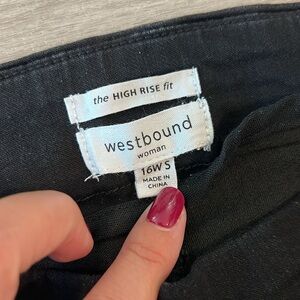 the HIGH RISE fit
westbound
woman
16W S
MADE IN
CHINA